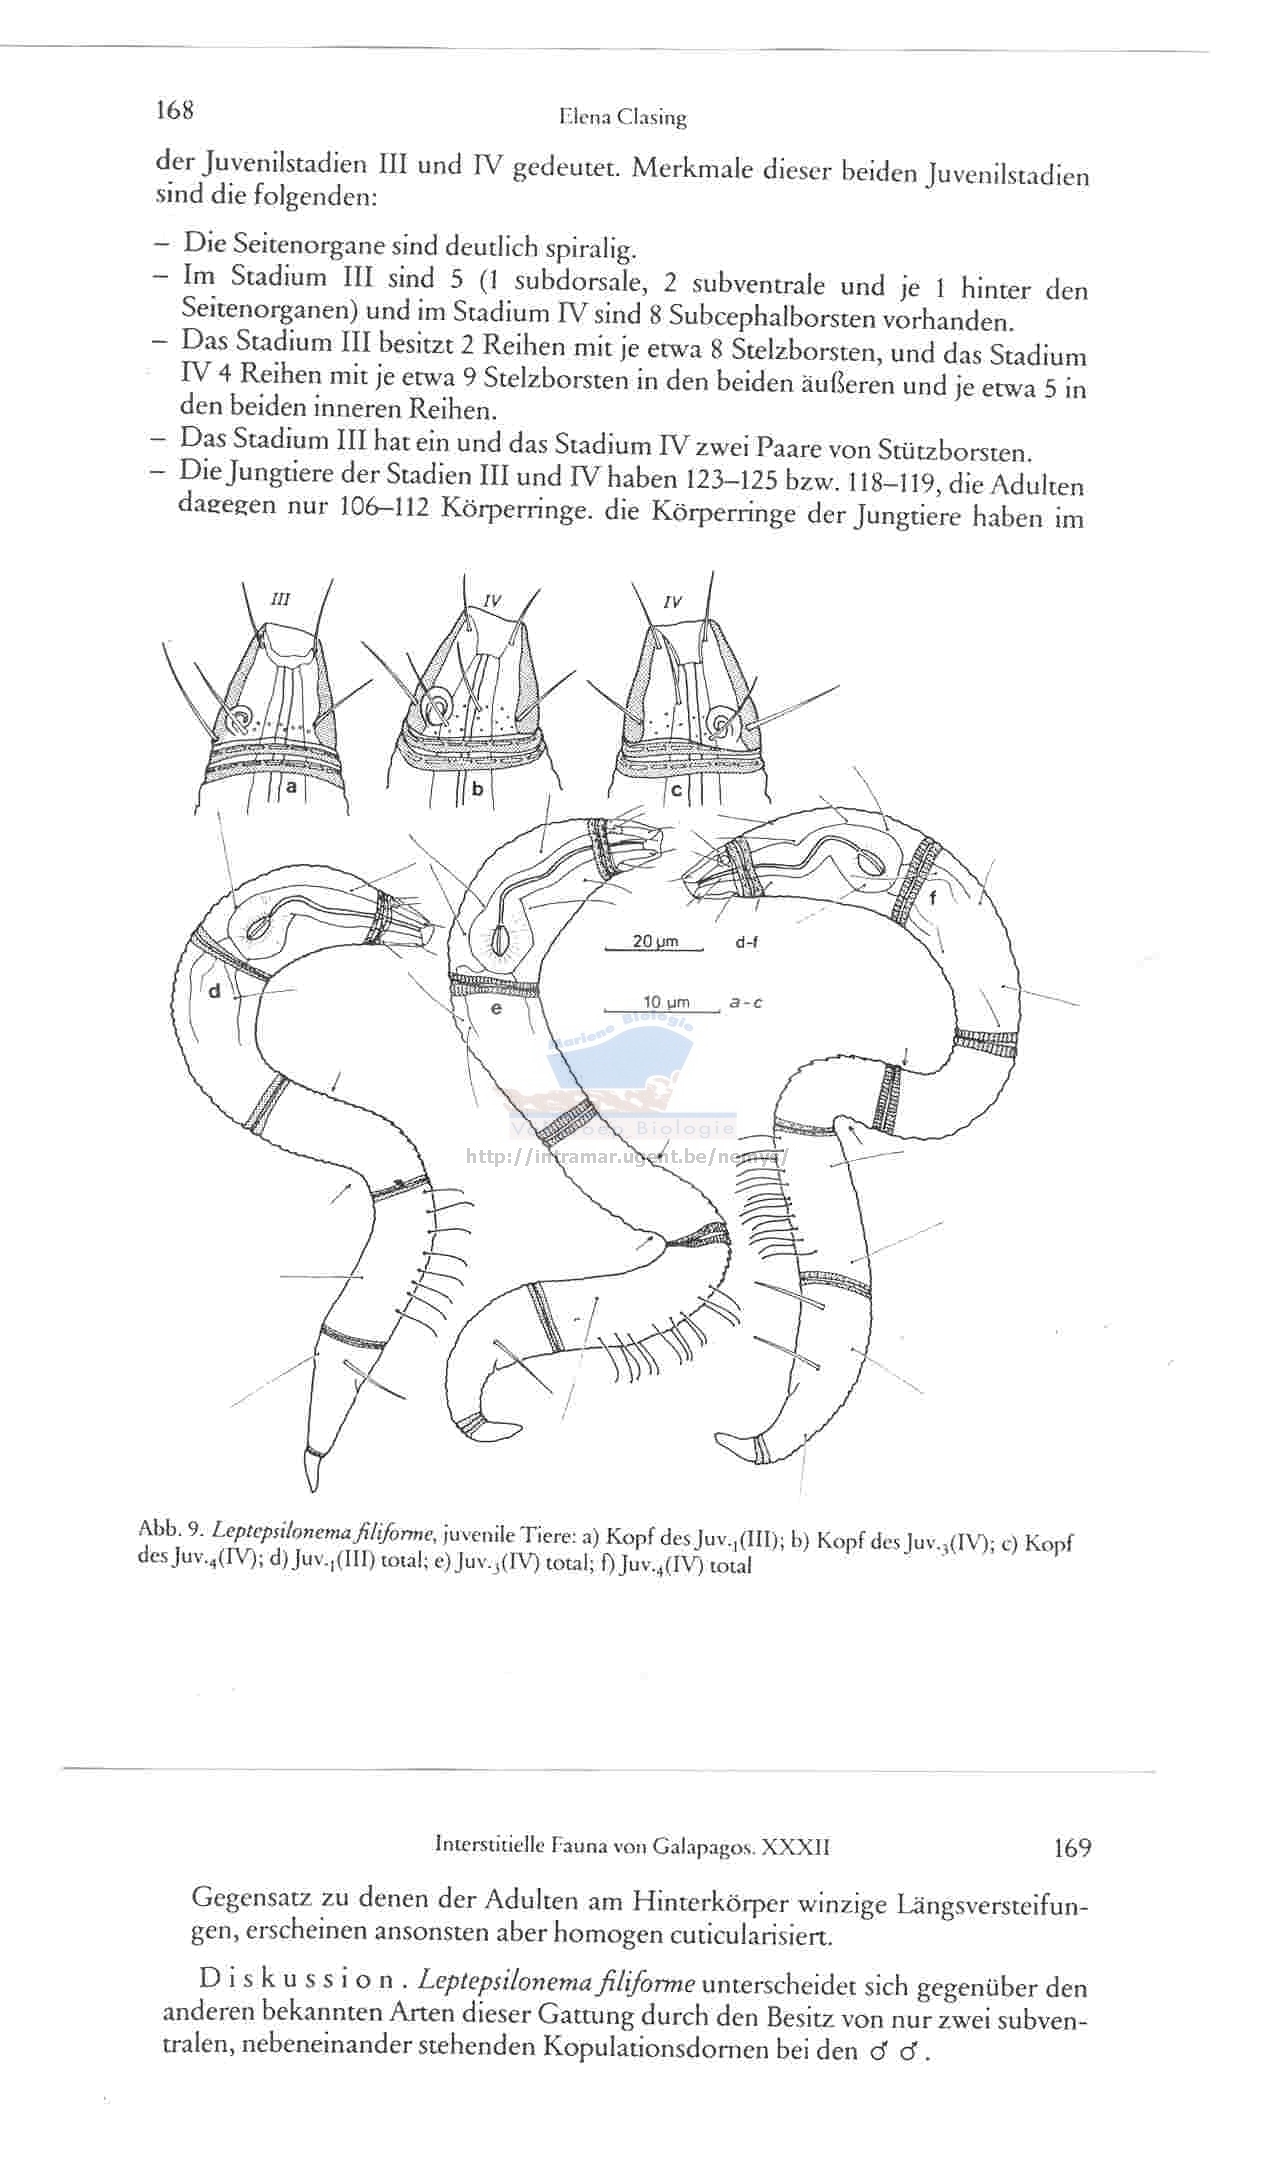 168
Elena Clasing
der Juvenilstadien III und IV gedeutet. Merkmale dieser beiden Juvenilstadien
sind die folgenden:
– Die Seitenorgane sind deutlich spiralig.
– Im Stadium III sind 5 (1 subdorsale, 2 subventrale und je 1 hinter den
Seitenorganen) und im Stadium IV sind 8 Subcephalborsten vorhanden.
– Das Stadium III besitzt 2 Reihen mit je etwa 8 Stelzborsten, und das Stadium
IV 4 Reihen mit je etwa 9 Stelzborsten in den beiden äußeren und je etwa 5 in
den beiden inneren Reihen.
– Das Stadium III hat ein und das Stadium IV zwei Paare von Stützborsten.
– Die Jungtiere der Stadien III und IV haben 123–125 bzw. 118–119, die Adulten
dagegen nur 106–112 Körperringe. die Körperringe der Jungtiere haben im
III
IV
IV
a
b
c
d
e
f
20 µm d-f
10 µm a-c
Mariene Biologie
Vakgroep Biologie
http://intramar.ugent.be/nemys/
Abb. 9. Leptepsilonema filiforme, juvenile Tiere: a) Kopf des Juv.₁(III); b) Kopf des Juv.₃(IV); c) Kopf
des Juv.₄(IV); d) Juv.₁(III) total; e) Juv.₃(IV) total; f) Juv.₄(IV) total
Interstitielle Fauna von Galapagos. XXXII
169
Gegensatz zu denen der Adulten am Hinterkörper winzige Längsversteifun-
gen, erscheinen ansonsten aber homogen cuticularisiert.
Diskussion. Leptepsilonema filiforme unterscheidet sich gegenüber den
anderen bekannten Arten dieser Gattung durch den Besitz von nur zwei subven-
tralen, nebeneinander stehenden Kopulationsdornen bei den ♂ ♂.